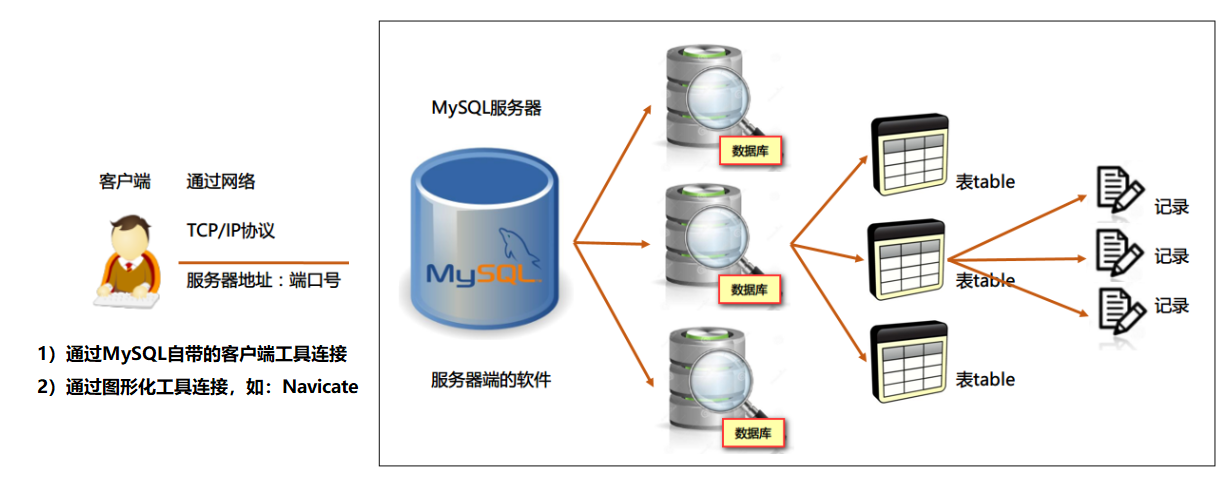 客户端
通过网络
TCP/IP协议
服务器地址：端口号
1）通过MySQL自带的客户端工具连接
2）通过图形化工具连接，如：Navicate
MySQL服务器
MySQL
服务器端的软件
数据库
数据库
数据库
表table
表table
表table
记录
记录
记录